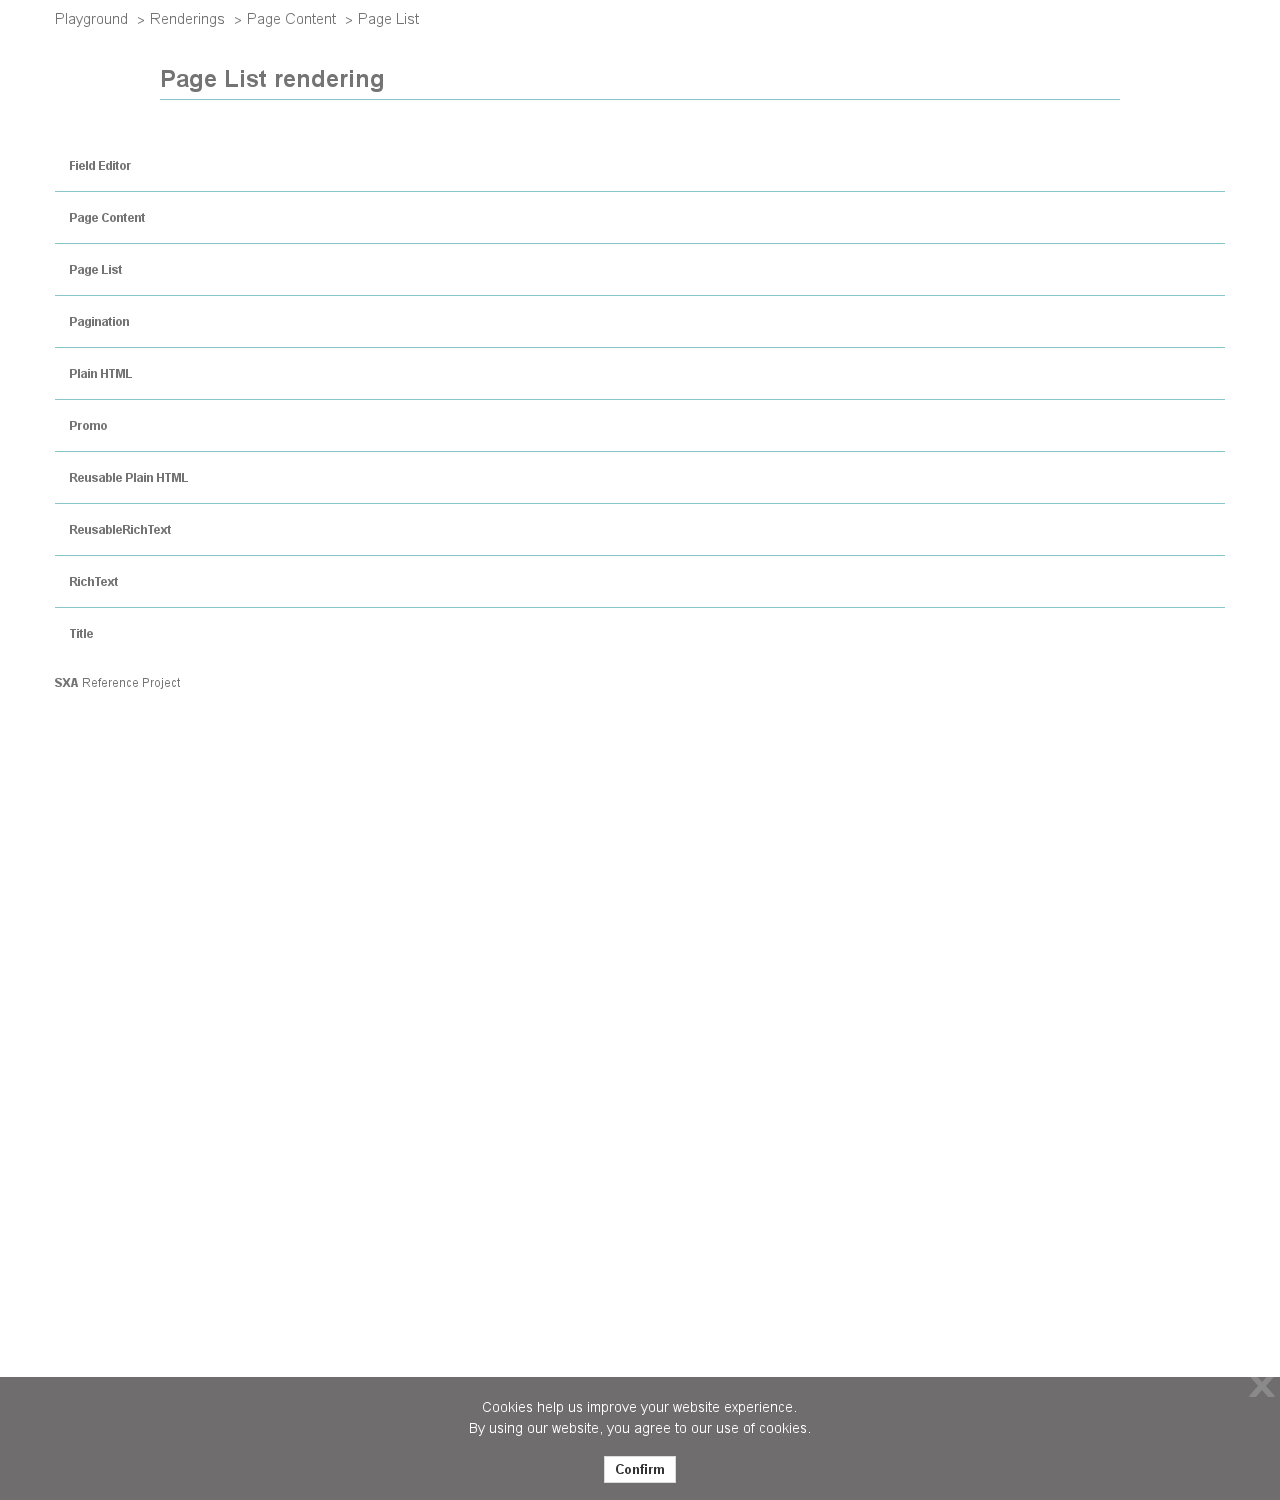 Playground > Renderings > Page Content > Page List
Page List rendering
Field Editor
Page Content
Page List
Pagination
Plain HTML
Promo
Reusable Plain HTML
ReusableRichText
RichText
Title
SXA Reference Project
X
Cookies help us improve your website experience.
By using our website, you agree to our use of cookies.
Confirm